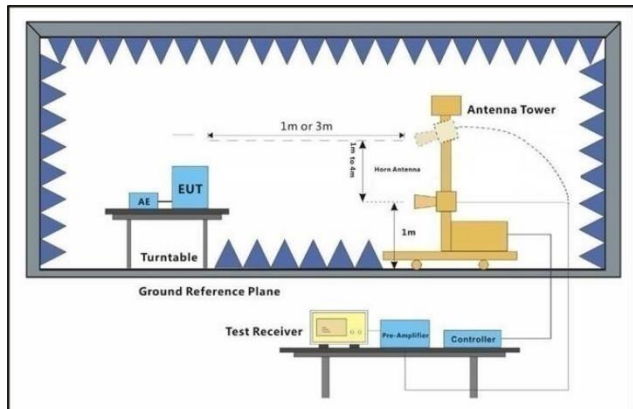 1m or 3m
Antenna Tower
1m to 4m
Horn Antenna
EUT
AE
1m
Turntable
Ground Reference Plane
Test Receiver
Pre-Amplifier
Controller